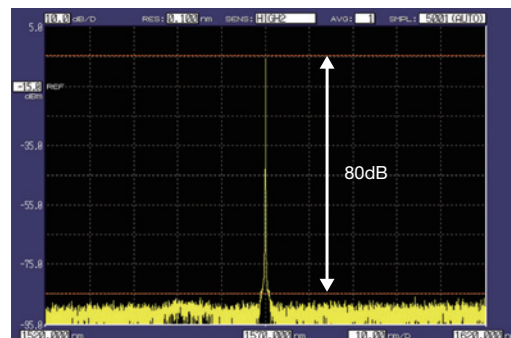 10.0 dB/D RES: 0.100 nm SENS: HIGH2 AVG: 1 SMPL: 5001 (AUTO)
5.0
-15.0 REF
dBm
-35.0
80dB
-55.0
-75.0
-95.0
1520.000 nm 1570.000 nm 10.00 nm/D 1620.000 nm